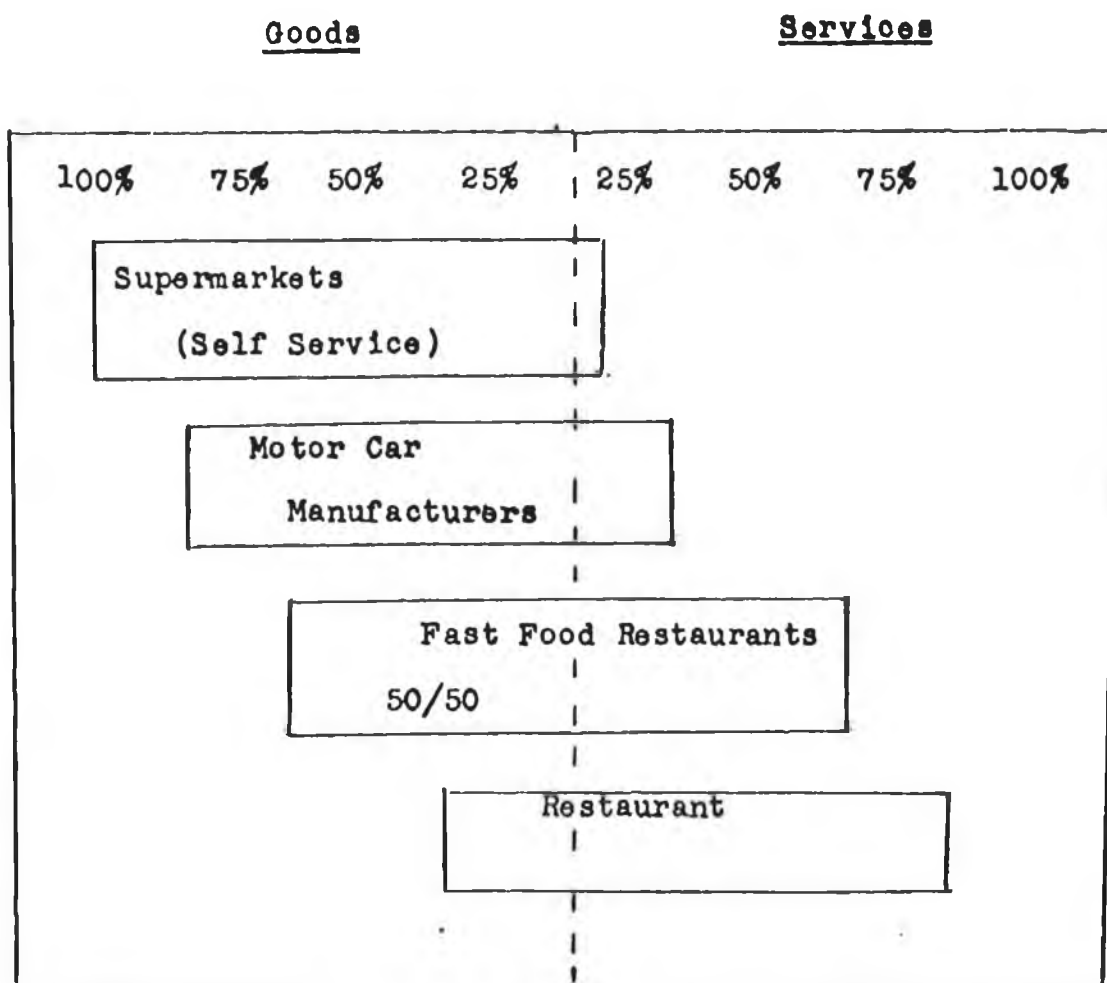 Goods Services
100% 75% 50% 25% 25% 50% 75% 100%
Supermarkets
(Self Service)
Motor Car
Manufacturers
Fast Food Restaurants
50/50
Restaurant